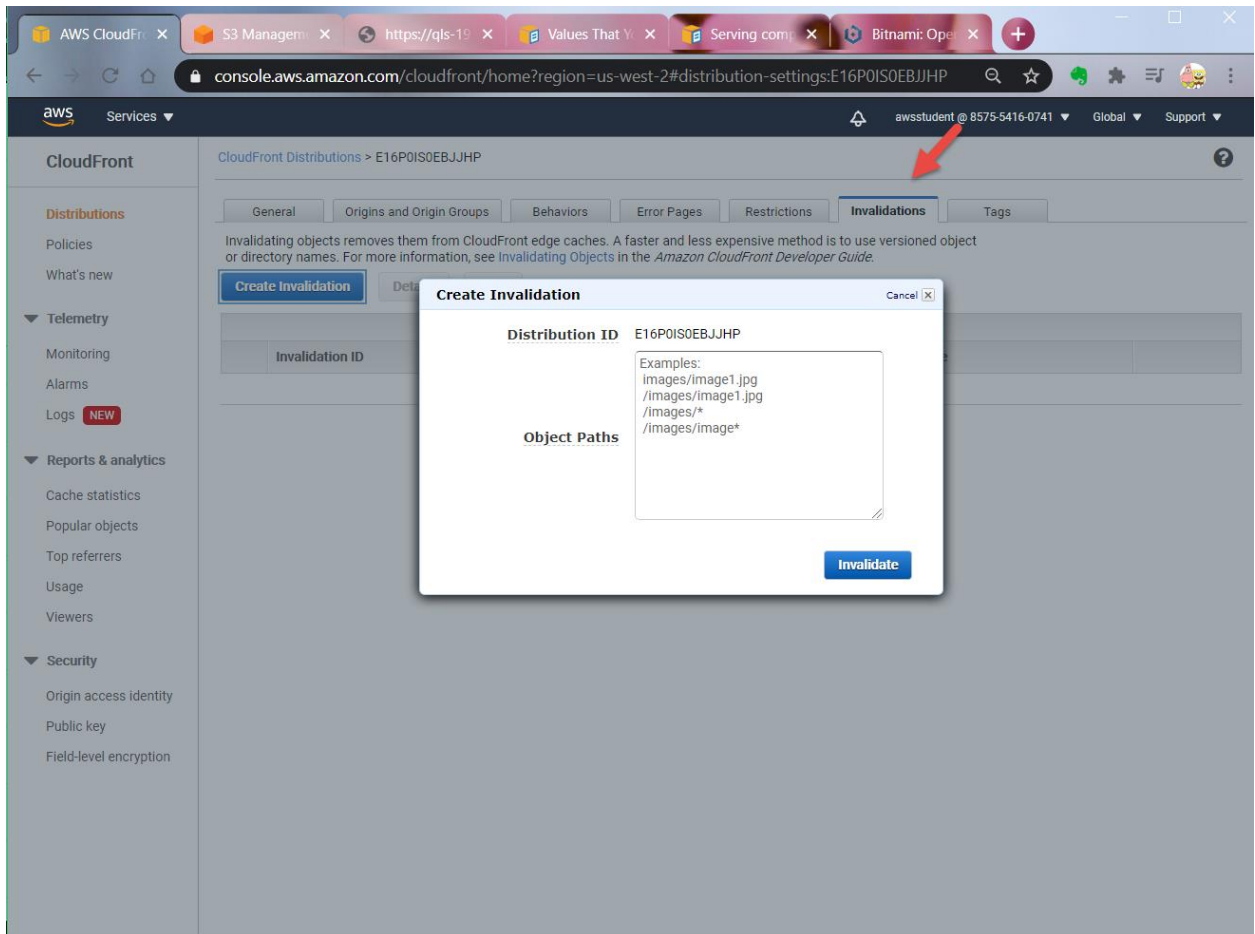 AWS CloudFr
S3 Managem
https://qls-19
Values That Y
Serving comp
Bitnami: Ope
console.aws.amazon.com/cloudfront/home?region=us-west-2#distribution-settings:E16P0IS0EBJJHP
aws Services awsstudent @ 8575-5416-0741 Global Support
CloudFront
CloudFront Distributions > E16P0IS0EBJJHP
Distributions
Policies
What's new
Telemetry
Monitoring
Alarms
Logs NEW
Reports & analytics
Cache statistics
Popular objects
Top referrers
Usage
Viewers
Security
Origin access identity
Public key
Field-level encryption
General Origins and Origin Groups Behaviors Error Pages Restrictions Invalidations Tags
Invalidating objects removes them from CloudFront edge caches. A faster and less expensive method is to use versioned object
or directory names. For more information, see Invalidating Objects in the Amazon CloudFront Developer Guide.
Create Invalidation Deta
Invalidation ID
Create Invalidation Cancel
Distribution ID E16P0IS0EBJJHP
Object Paths
Examples:
images/image1.jpg
/images/image1.jpg
/images/*
/images/image*
Invalidate